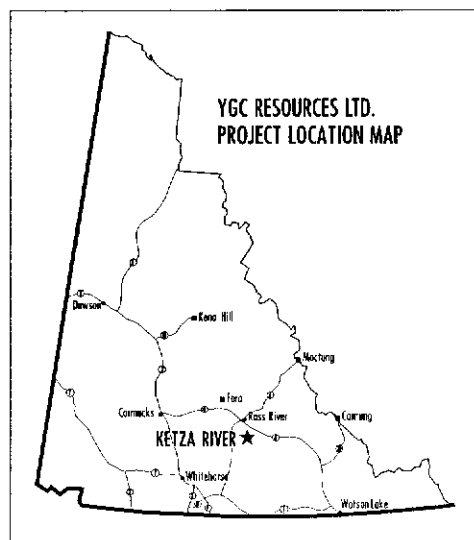 YGC RESOURCES LTD.
PROJECT LOCATION MAP
Dawson
Keno Hill
Mactung
Faro
Carmacks
Ross River
Cantung
KETZA RIVER
Whitehorse
Watson Lake